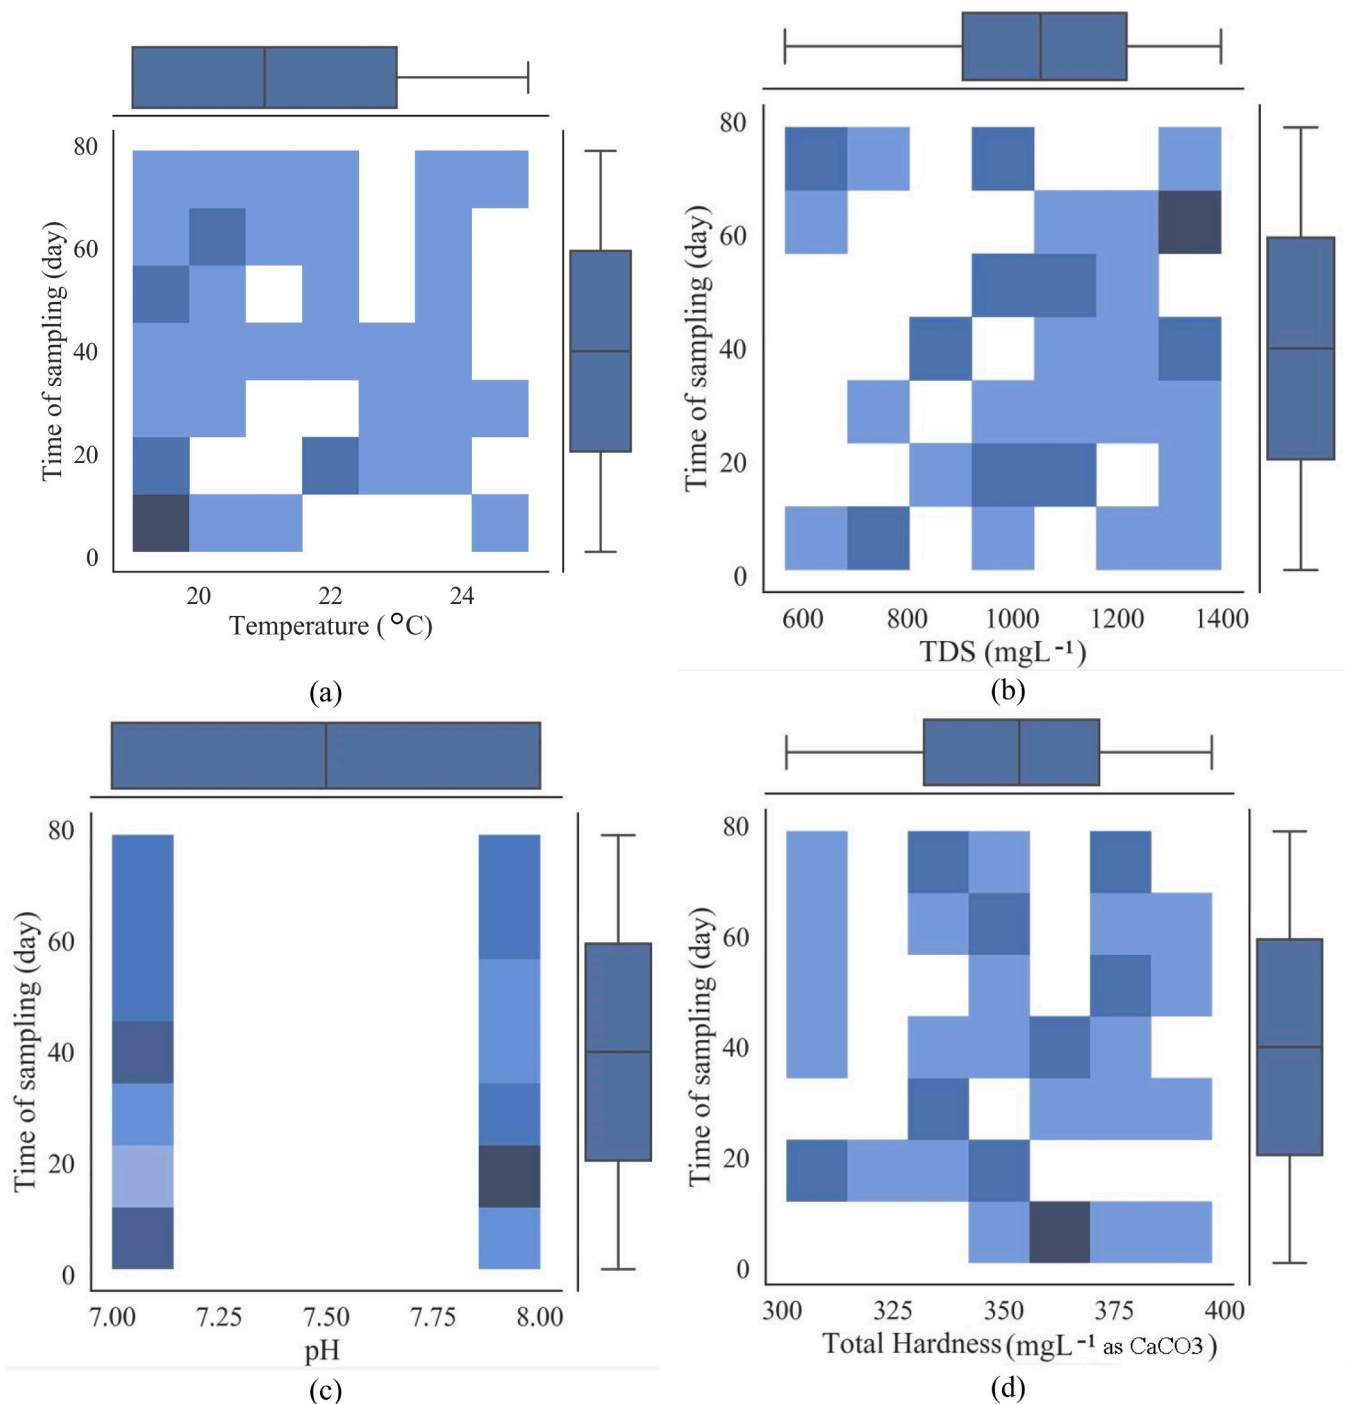 80
60
40
20
0
Time of sampling (day)
20 22 24
Temperature ( °C)
(a)
80
60
40
20
0
Time of sampling (day)
600 800 1000 1200 1400
TDS (mgL⁻¹)
(b)
80
60
40
20
0
Time of sampling (day)
7.00 7.25 7.50 7.75 8.00
pH
(c)
80
60
40
20
0
Time of sampling (day)
300 325 350 375 400
Total Hardness (mgL⁻¹ as CaCO3)
(d)